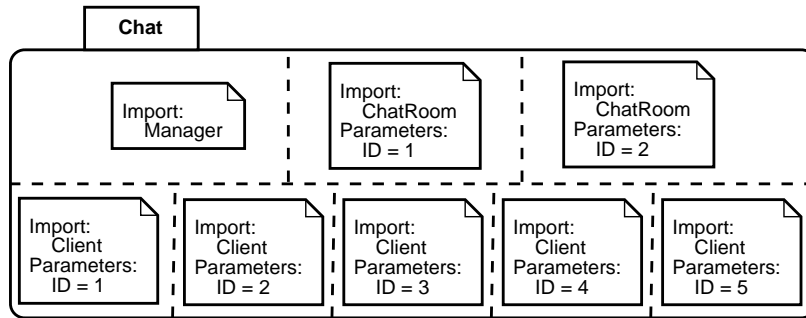 Chat
Import:
Manager
Import:
ChatRoom
Parameters:
ID = 1
Import:
ChatRoom
Parameters:
ID = 2
Import:
Client
Parameters:
ID = 1
Import:
Client
Parameters:
ID = 2
Import:
Client
Parameters:
ID = 3
Import:
Client
Parameters:
ID = 4
Import:
Client
Parameters:
ID = 5